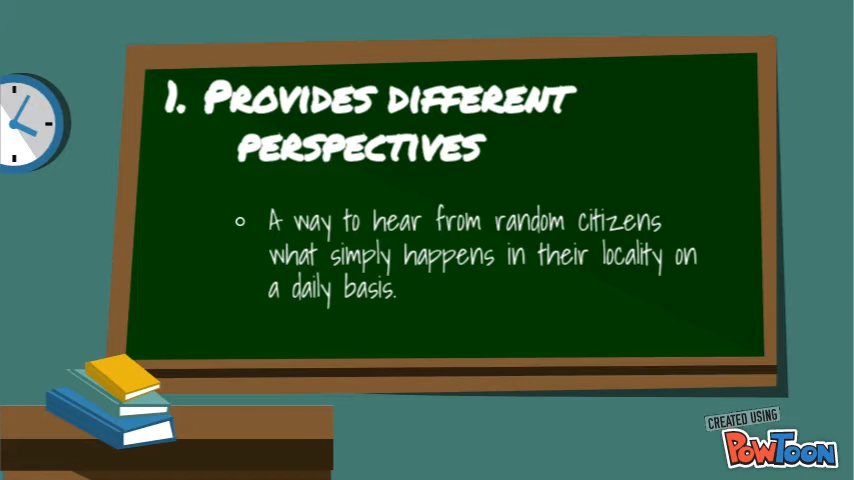 1. PROVIDES DIFFERENT
PERSPECTIVES
A way to hear from random citizens
what simply happens in their locality on
a daily basis.
CREATED USING
POWTOON